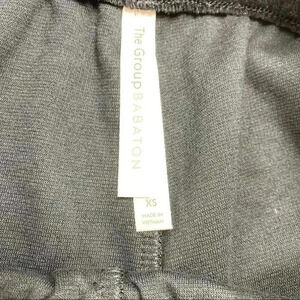 The Group BABATON
XS
MADE IN
VIETNAM